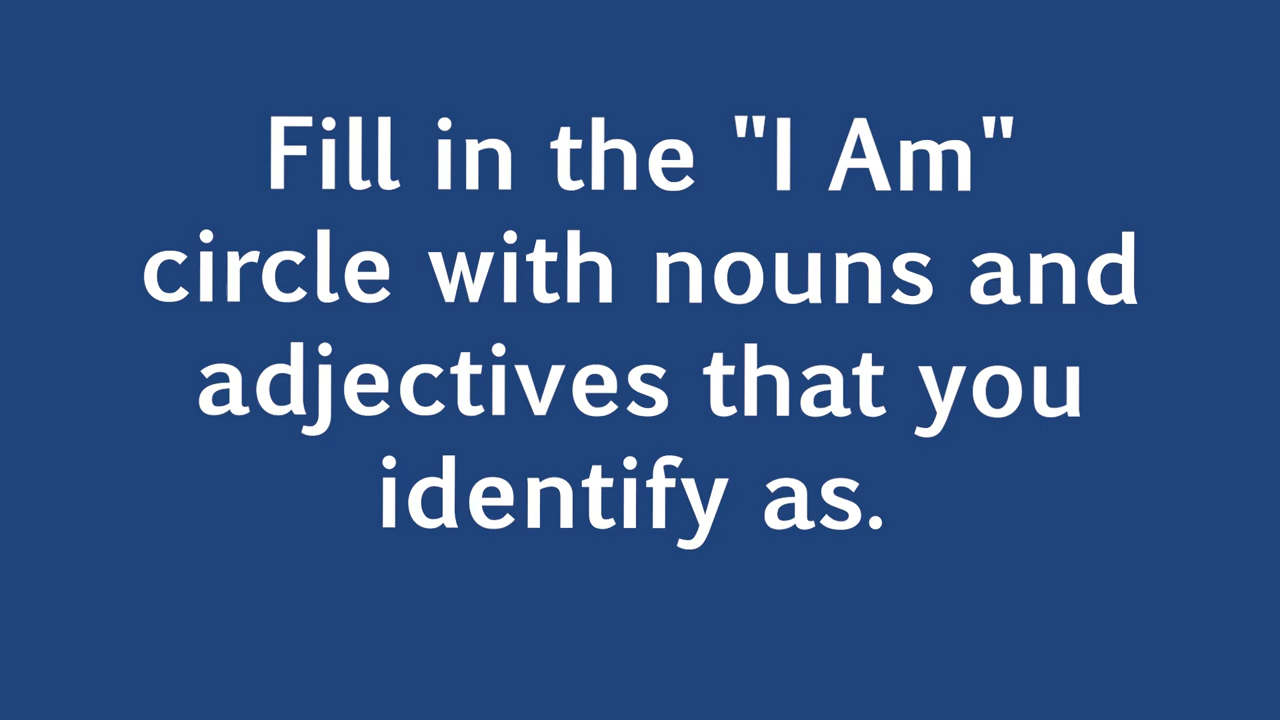 Fill in the "I Am"
circle with nouns and
adjectives that you
identify as.